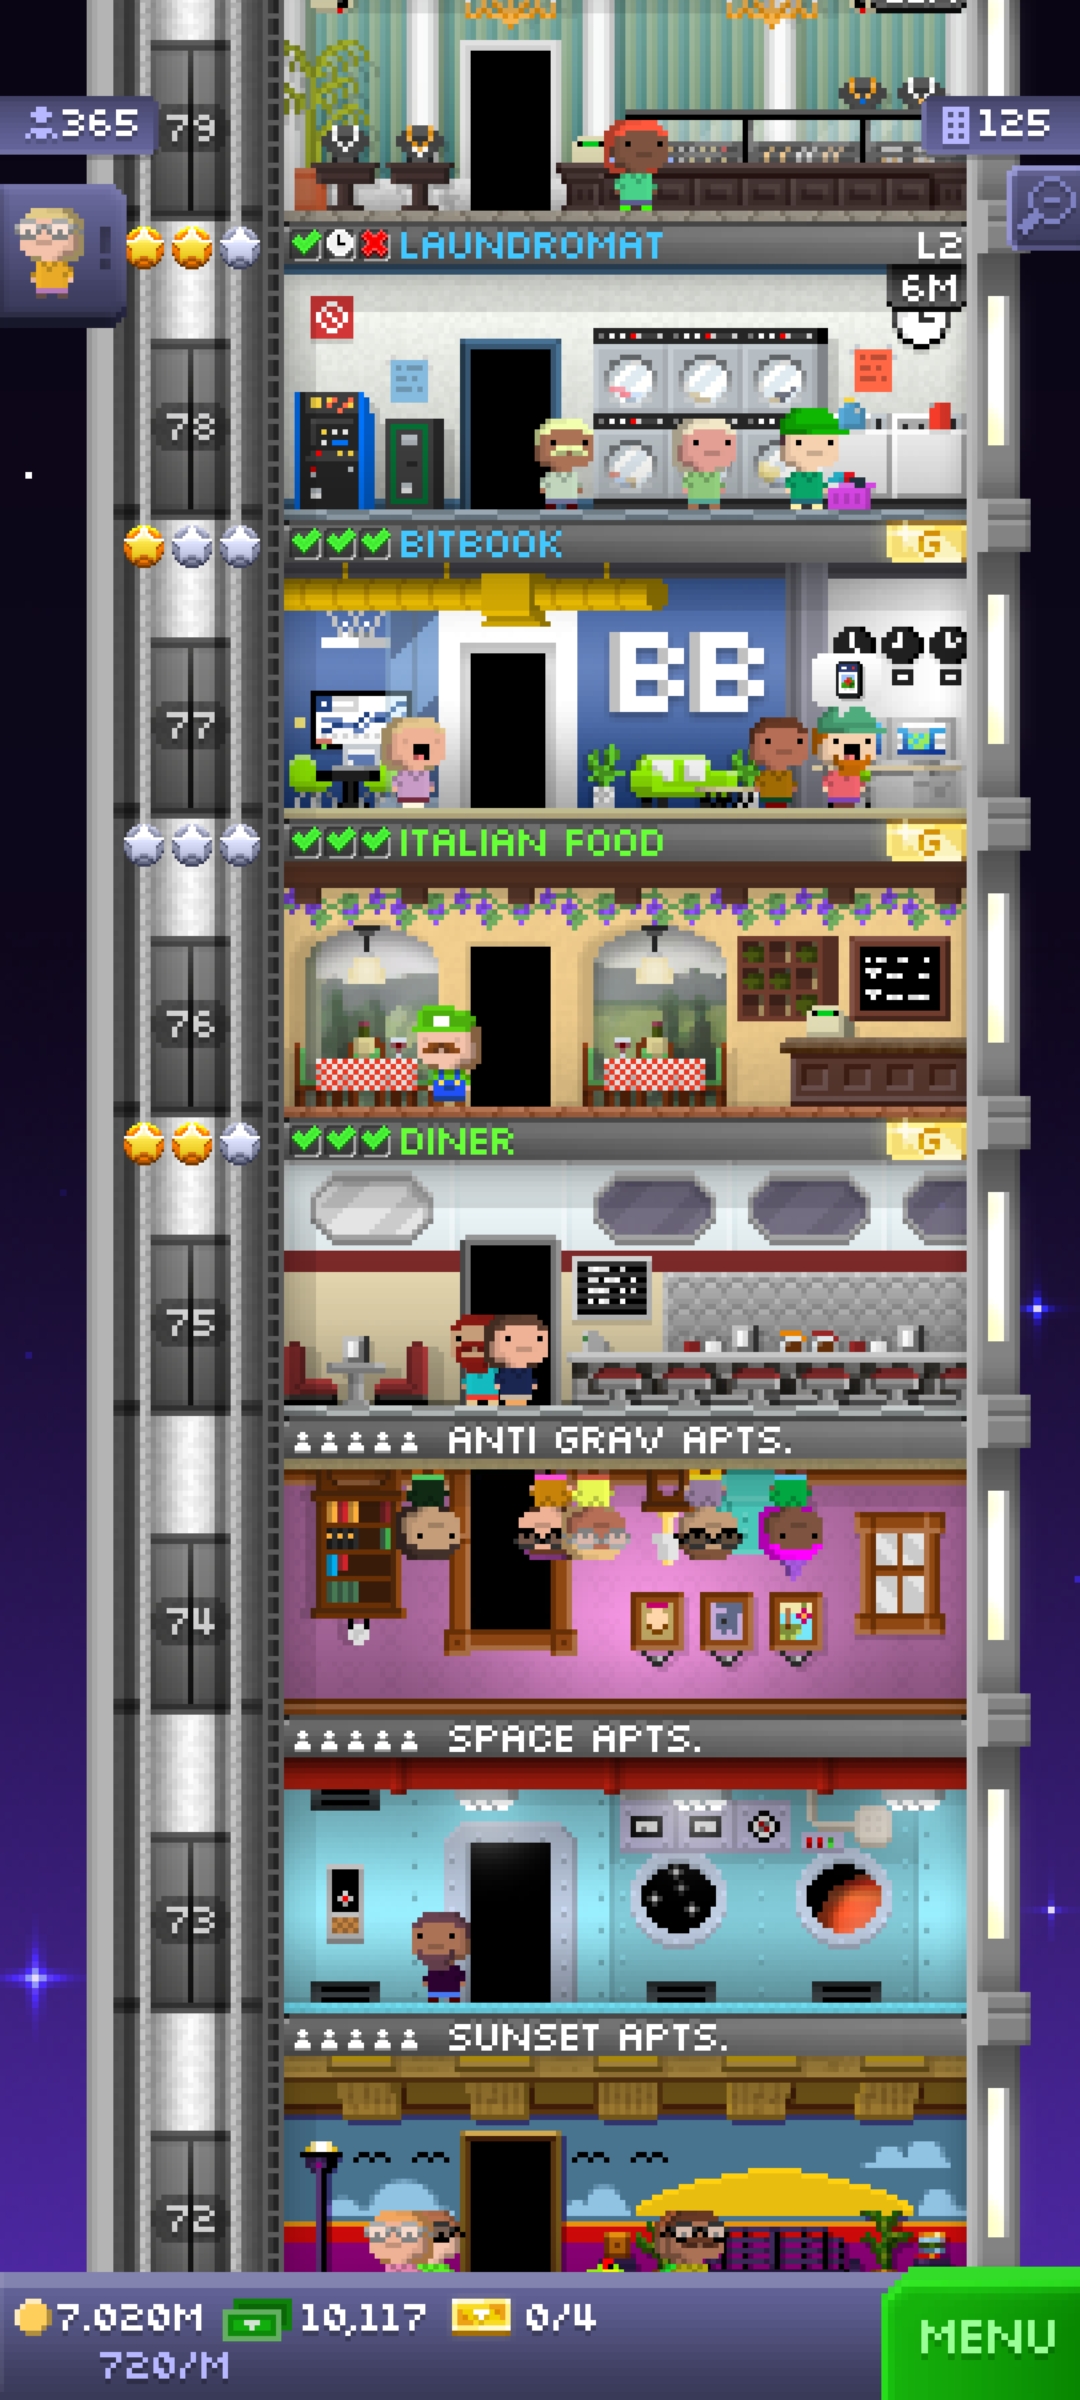 365
79
125
LAUNDROMAT
L2
6M
78
BITBOOK
G
BB
77
ITALIAN FOOD
G
76
DINER
G
75
ANTI GRAV APTS.
74
SPACE APTS.
73
SUNSET APTS.
72
7.020M
10,117
0/4
720/M
MENU